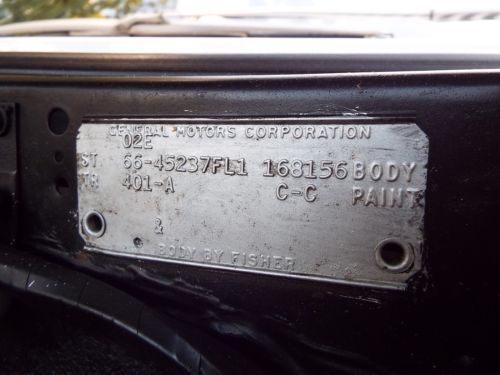 GENERAL MOTORS CORPORATION
02E
ST 66-45237FL1 168156 BODY
TR 401-A C-C PAINT
&
BODY BY FISHER